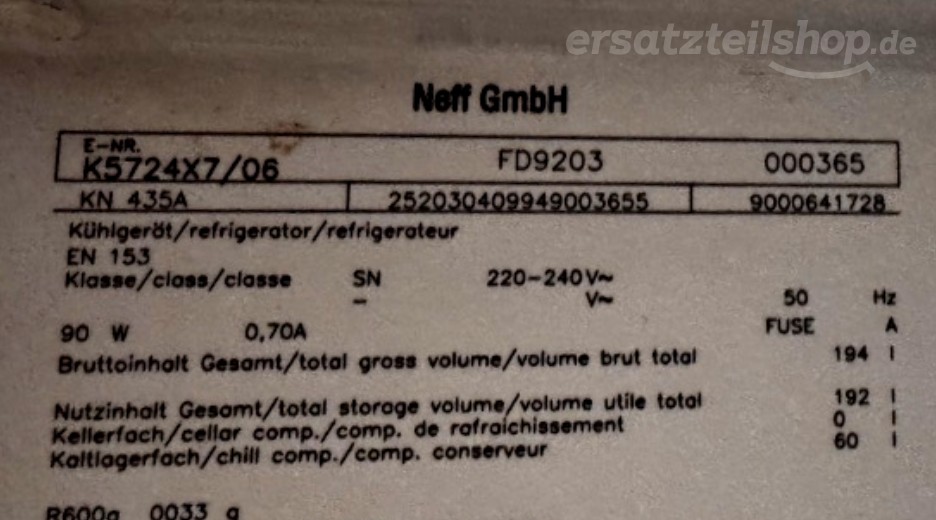 ersatzteilshop.de
Neff GmbH
E-NR.
K5724X7/06 FD9203 000365
KN 435A 252030409949003655 9000641728
Kühlgerät/refrigerator/refrigerateur
EN 153
Klasse/class/classe SN 220-240V~
- V~ 50 Hz
90 W 0,70A FUSE A
Bruttoinhalt Gesamt/total gross volume/volume brut total 194 l
Nutzinhalt Gesamt/total storage volume/volume utile total 192 l
Kellerfach/cellar comp./comp. de rafraichissement 0 l
Kaltlagerfach/chill comp./comp. conserveur 60 l
R600a 0033 g